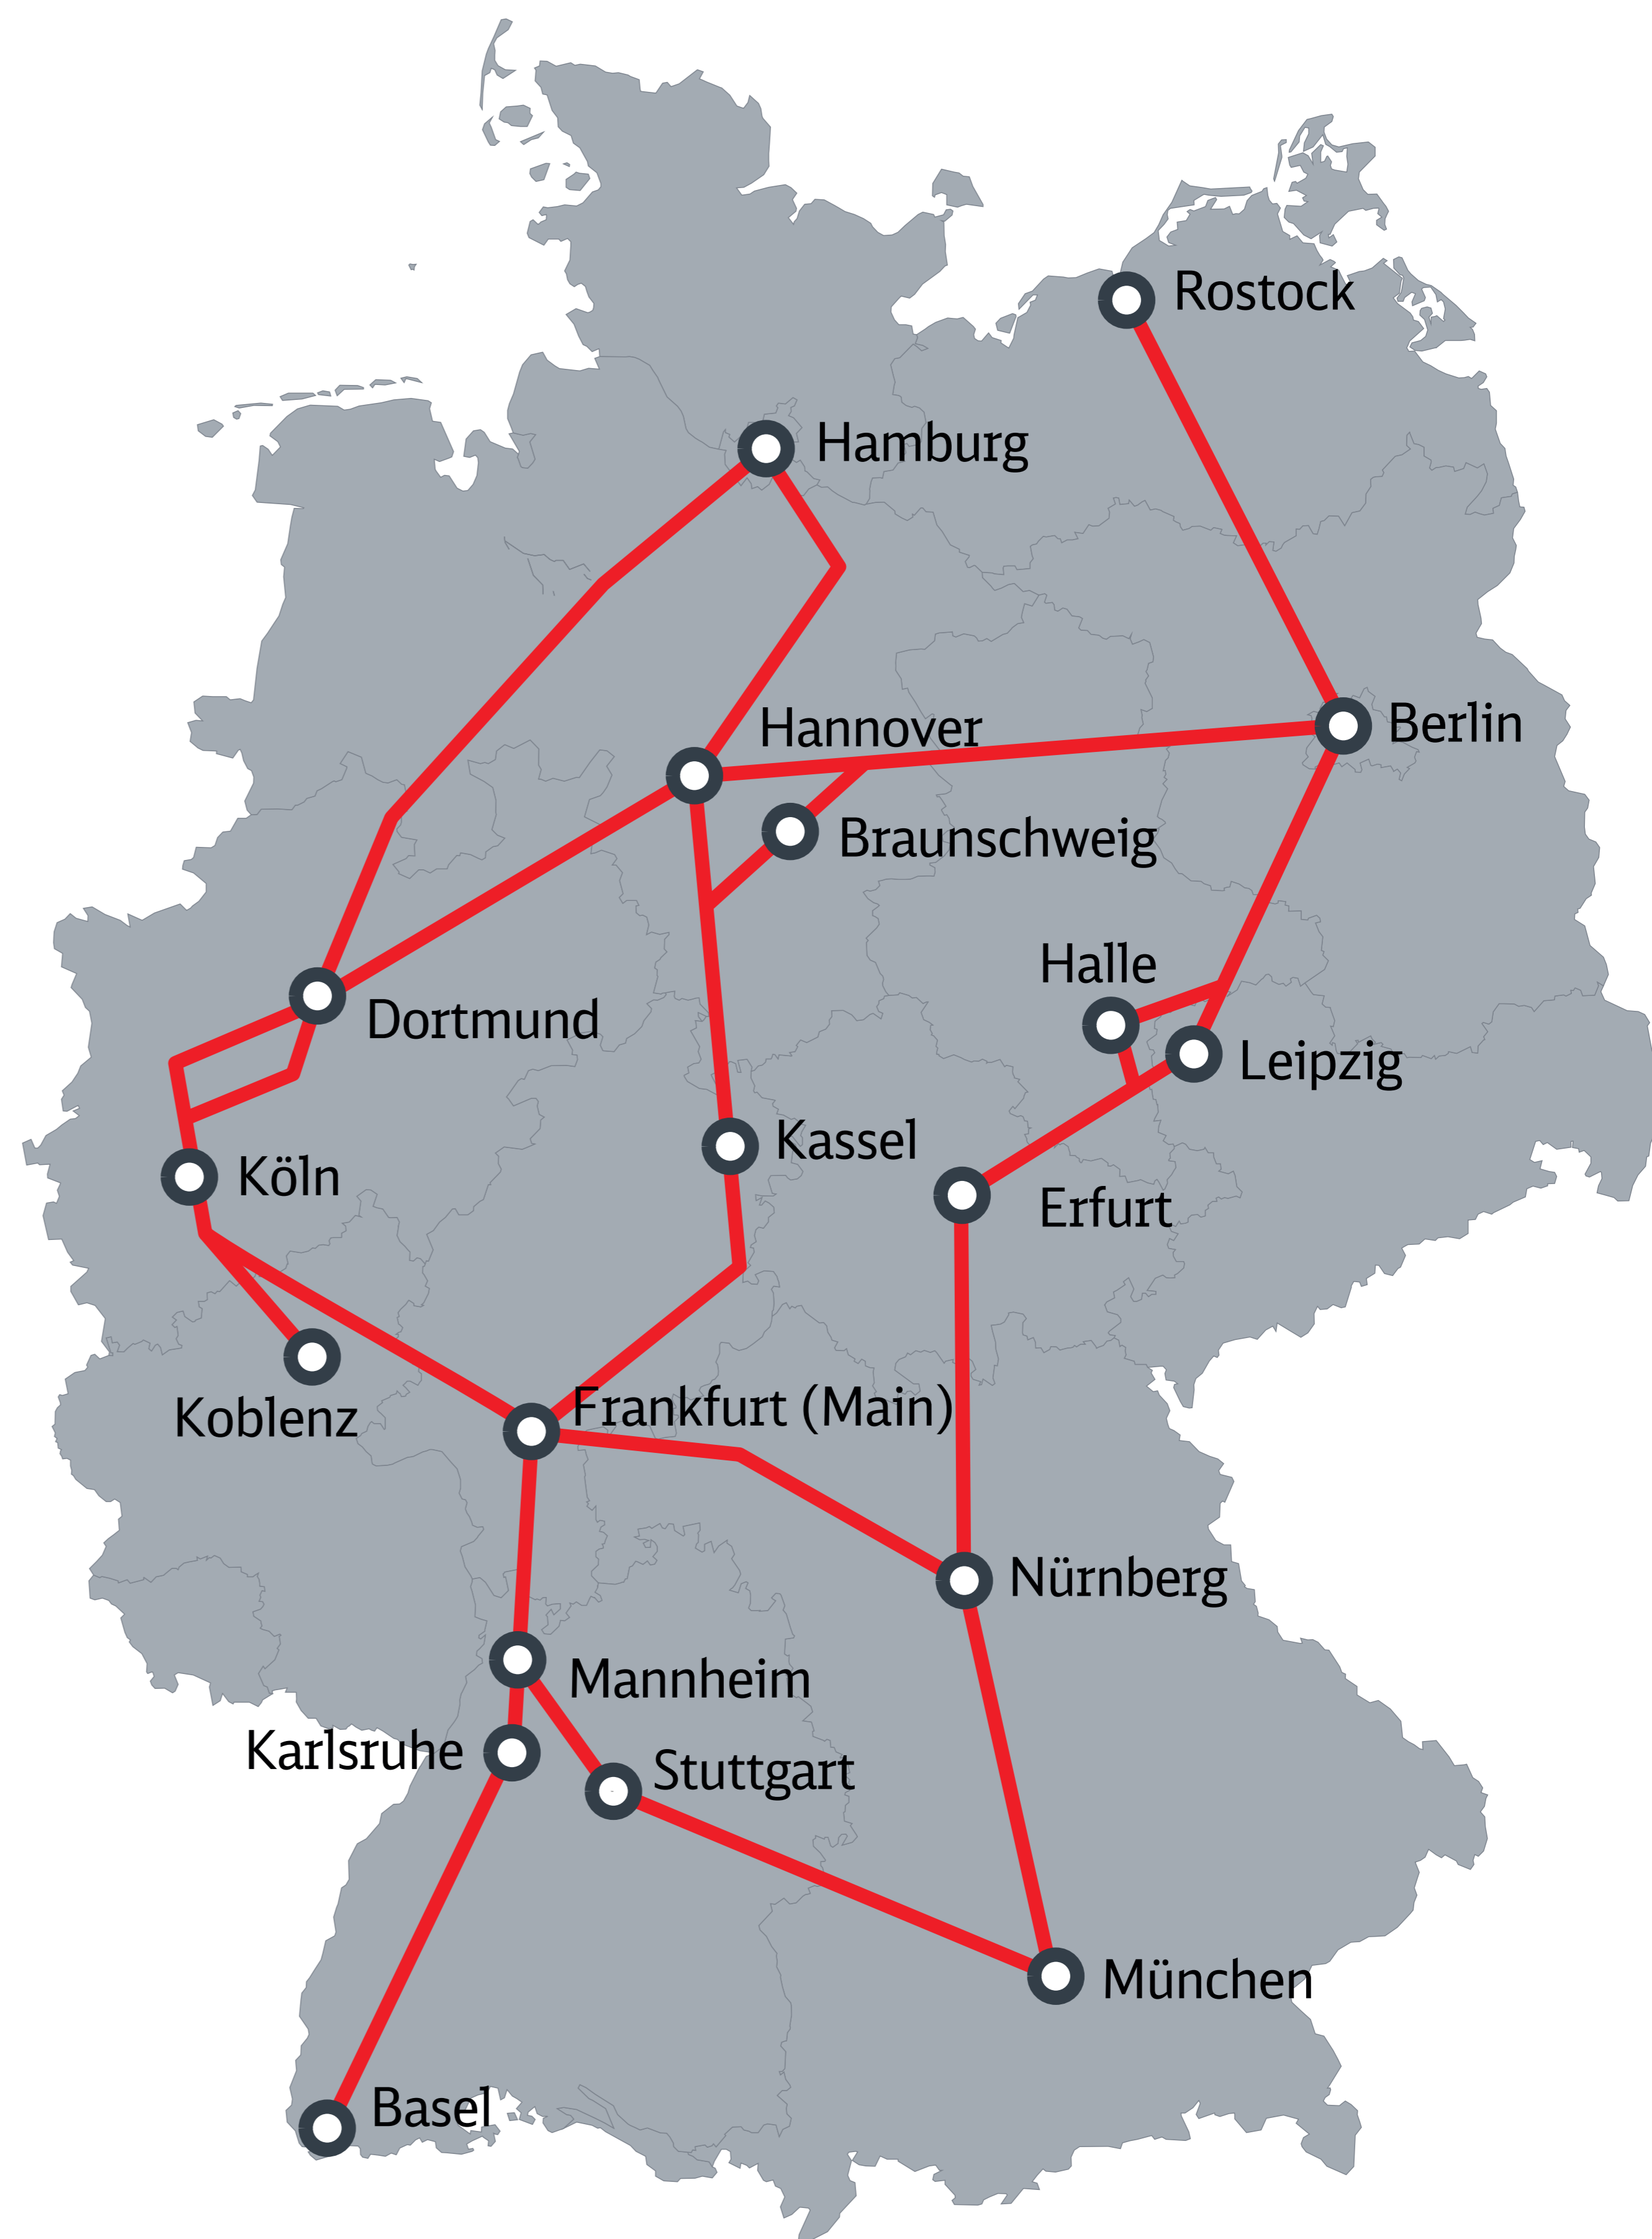 Rostock
Hamburg
Hannover
Berlin
Braunschweig
Halle
Dortmund
Leipzig
Kassel
Köln
Erfurt
Koblenz
Frankfurt (Main)
Nürnberg
Mannheim
Karlsruhe
Stuttgart
München
Basel